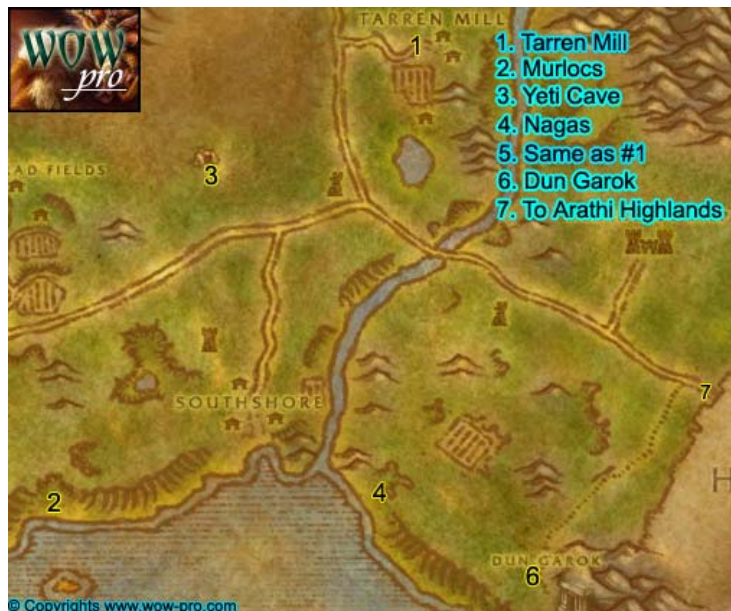 WOW
pro
TARREN MILL
1
1. Tarren Mill
2. Murlocs
3. Yeti Cave
4. Nagas
5. Same as #1
6. Dun Garok
7. To Arathi Highlands
3
AD FIELDS
7
SOUTHSHORE
H
2
4
DUN GAROK
6
© Copyrights www.wow-pro.com